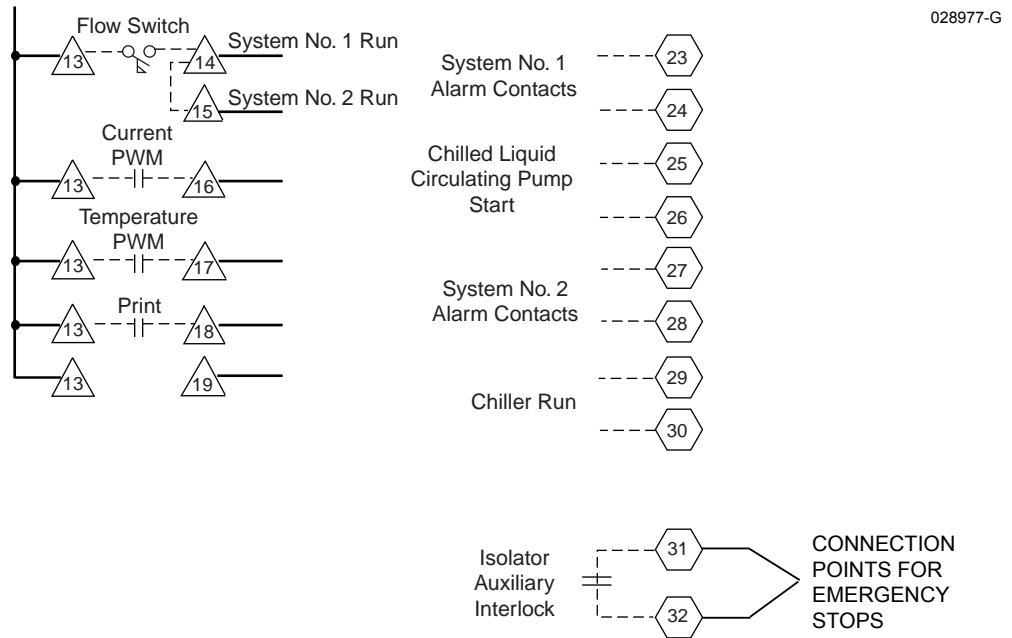 028977-G
Flow Switch
13
14
System No. 1 Run
15
System No. 2 Run
Current
PWM
13
16
Temperature
PWM
13
17
Print
13
18
13
19
System No. 1
Alarm Contacts
23
24
Chilled Liquid
Circulating Pump
Start
25
26
System No. 2
Alarm Contacts
27
28
Chiller Run
29
30
Isolator
Auxiliary
Interlock
31
32
CONNECTION
POINTS FOR
EMERGENCY
STOPS